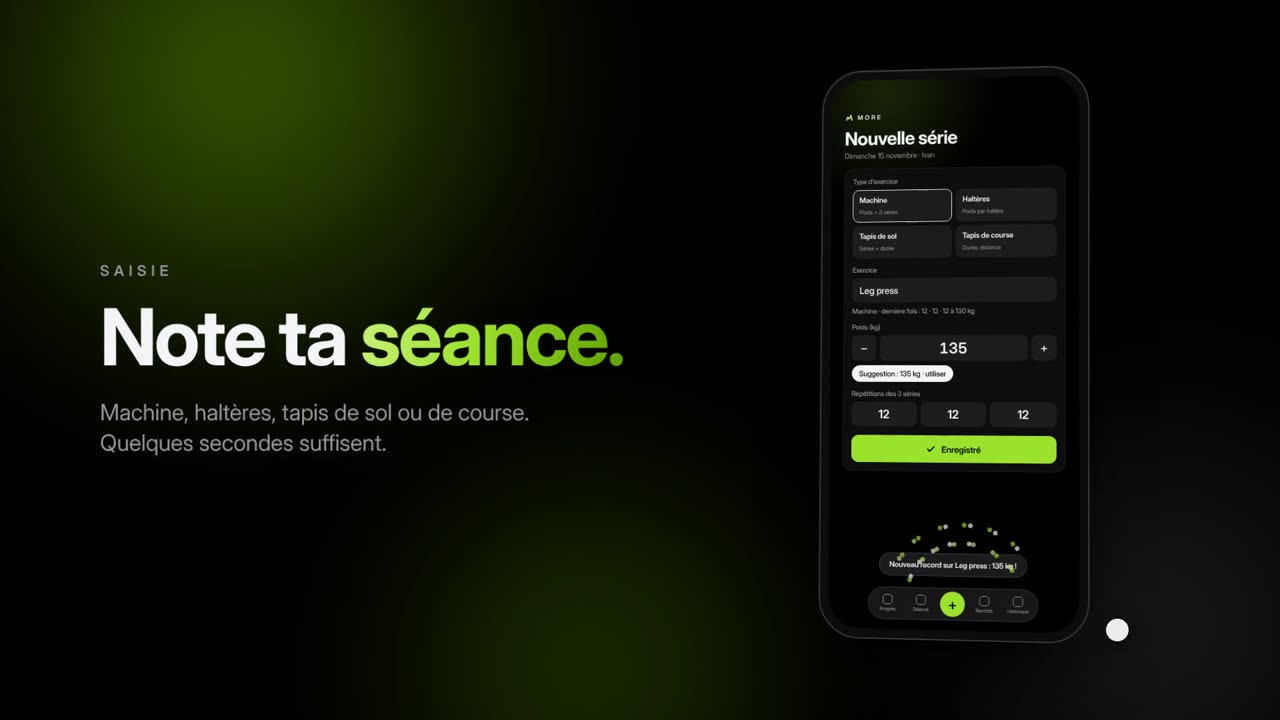 SAISIE
Note ta séance.
Machine, haltères, tapis de sol ou de course.
Quelques secondes suffisent.
MORE
Nouvelle série
Dimanche 15 novembre · Ivan
Type d'exercice
Machine
Poids + 3 séries
Haltères
Poids par haltère
Tapis de sol
Séries + durée
Tapis de course
Durée, distance
Exercice
Leg press
Machine · dernière fois : 12 · 12 · 12 à 130 kg
Poids (kg)
− 135 +
Suggestion : 135 kg · utiliser
Répétitions des 3 séries
12 12 12
Enregistré
Nouveau record sur Leg press : 135 kg !
Progrès Séance + Records Historique